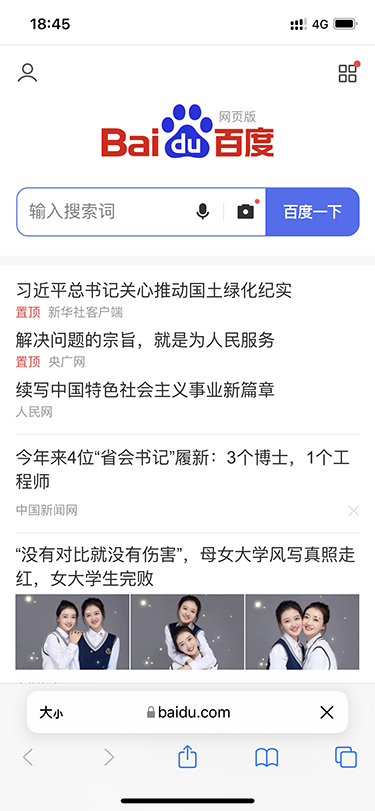 18:45 4G
网页版
Bai du 百度
输入搜索词 百度一下
习近平总书记关心推动国土绿化纪实
置顶 新华社客户端
解决问题的宗旨，就是为人民服务
置顶 央广网
续写中国特色社会主义事业新篇章
人民网
今年来4位“省会书记”履新：3个博士，1个工
程师
中国新闻网
“没有对比就没有伤害”，母女大学风写真照走
红，女大学生完败
大小 baidu.com